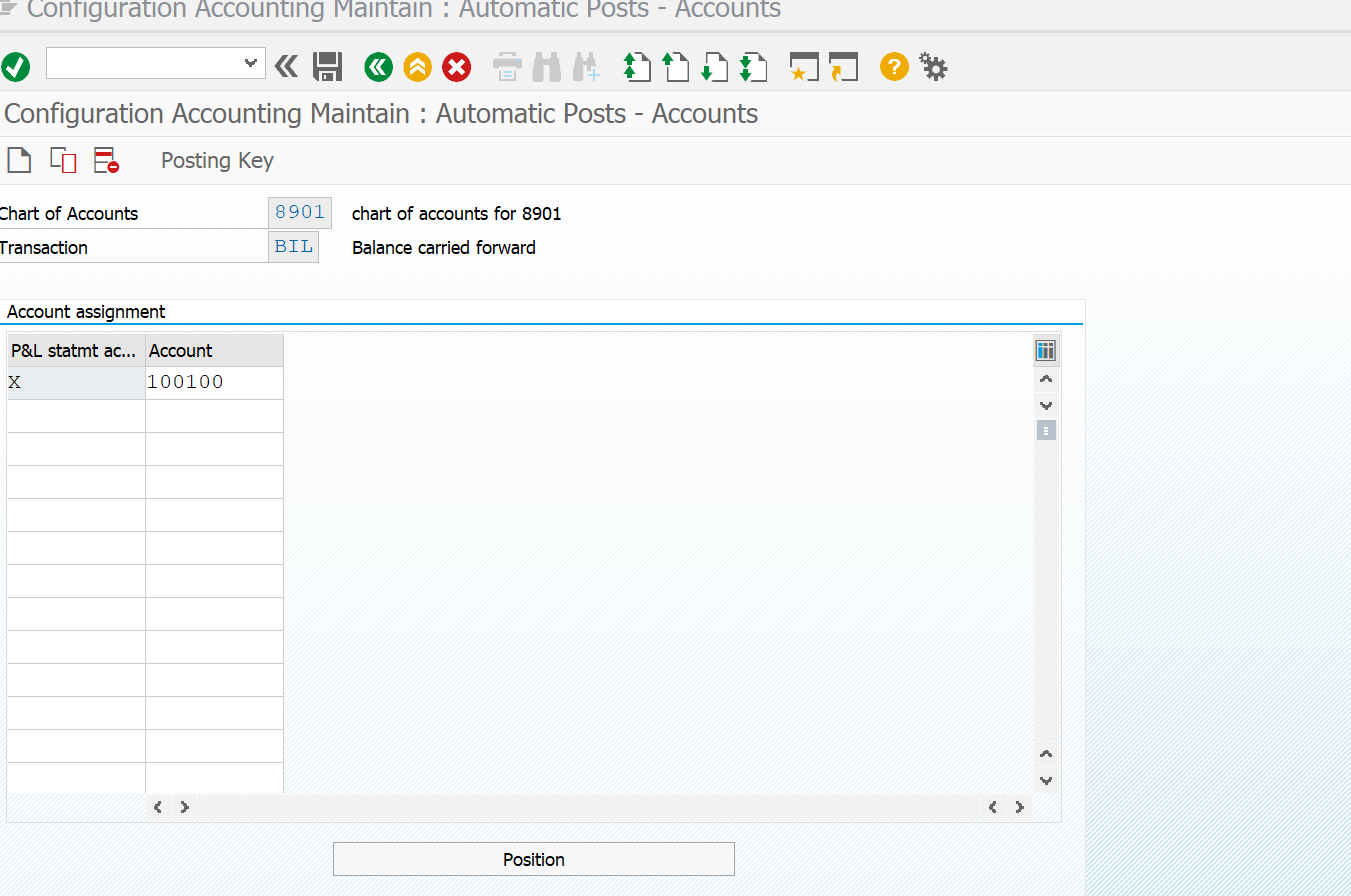 Configuration Accounting Maintain : Automatic Posts - Accounts
Configuration Accounting Maintain : Automatic Posts - Accounts
Posting Key
Chart of Accounts 8901 chart of accounts for 8901
Transaction BIL Balance carried forward
Account assignment
P&L statmt ac... Account
X 100100
Position